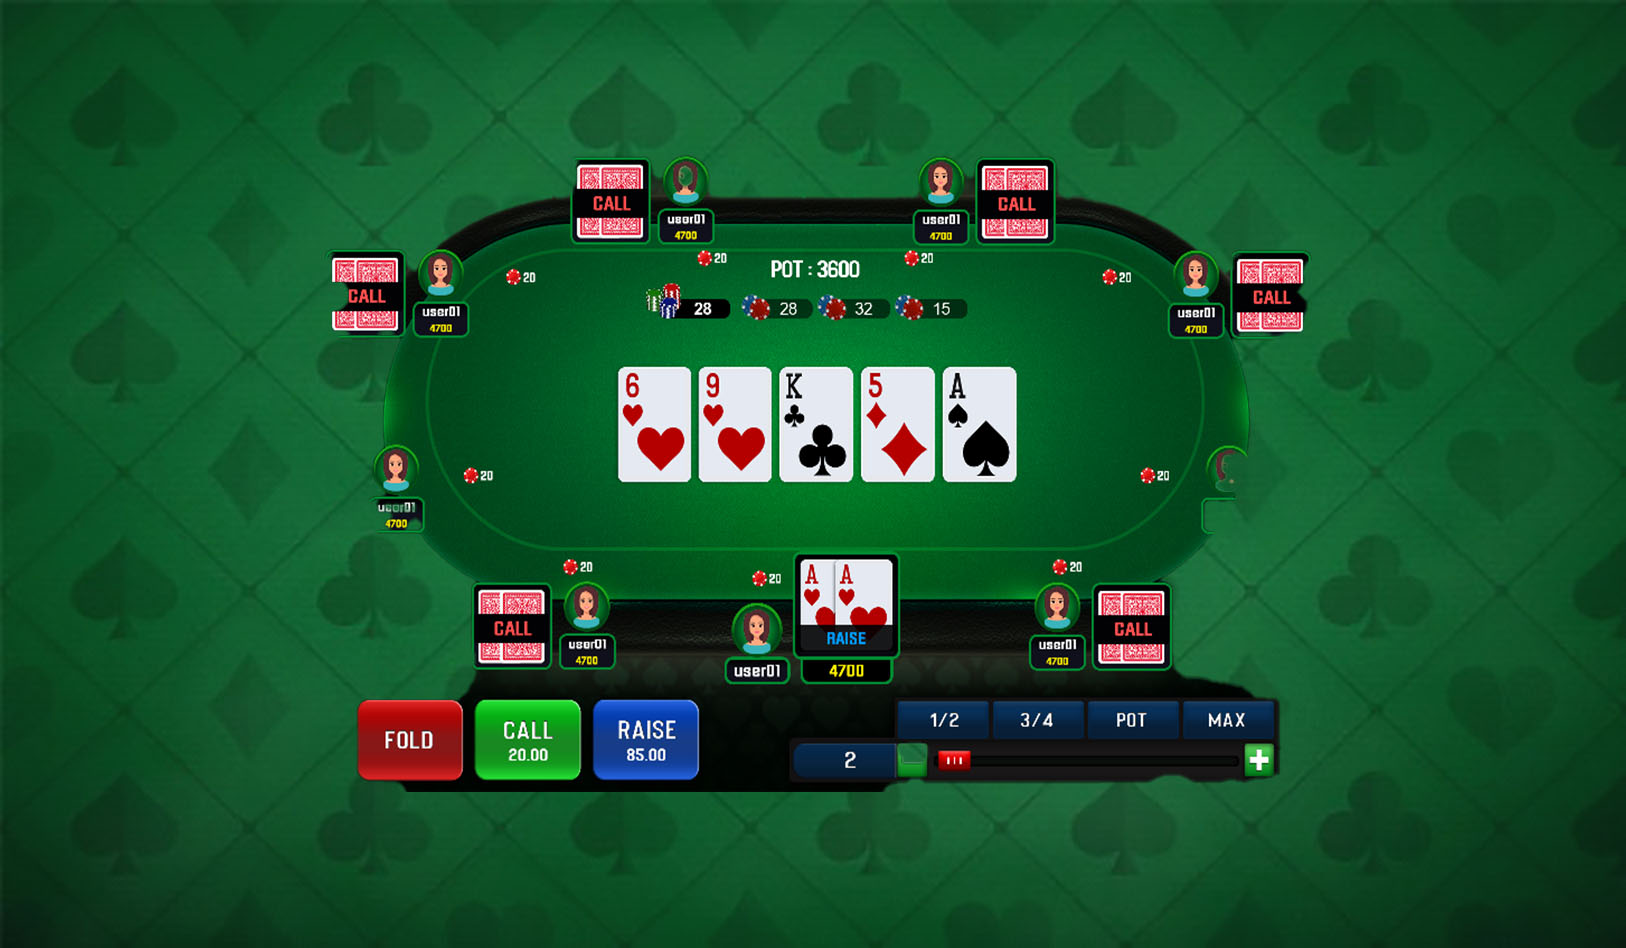 CALL
user01
4700
user01
4700
CALL
20
20
POT : 3600
CALL
user01
4700
20
20
user01
4700
CALL
28
28
32
15
6
9
K
5
A
20
20
user01
4700
20
20
20
A
A
CALL
user01
4700
RAISE
user01
4700
user01
4700
CALL
FOLD
CALL
20.00
RAISE
85.00
1/2
3/4
POT
MAX
2